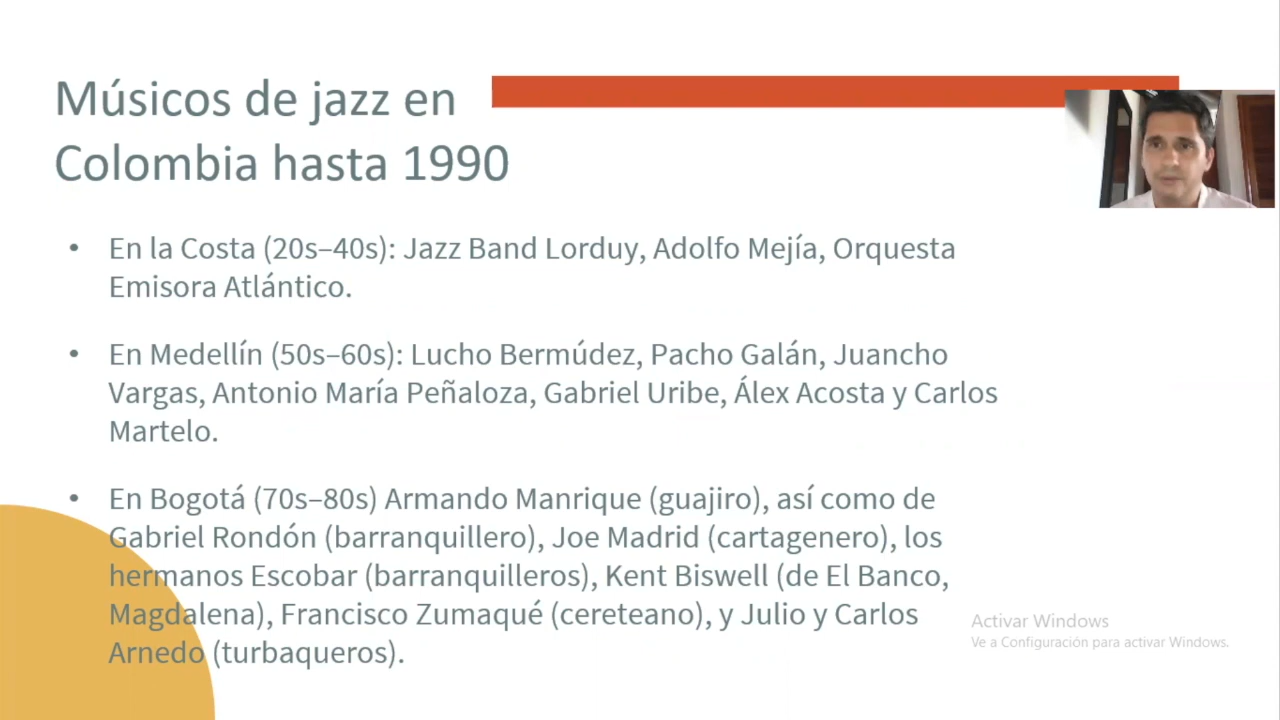 Músicos de jazz en
Colombia hasta 1990
• En la Costa (20s–40s): Jazz Band Lorduy, Adolfo Mejía, Orquesta
Emisora Atlántico.
• En Medellín (50s–60s): Lucho Bermúdez, Pacho Galán, Juancho
Vargas, Antonio María Peñaloza, Gabriel Uribe, Álex Acosta y Carlos
Martelo.
• En Bogotá (70s–80s) Armando Manrique (guajiro), así como de
Gabriel Rondón (barranquillero), Joe Madrid (cartagenero), los
hermanos Escobar (barranquilleros), Kent Biswell (de El Banco,
Magdalena), Francisco Zumaqué (cereteano), y Julio y Carlos
Arnedo (turbaqueros).
Activar Windows
Ve a Configuración para activar Windows.